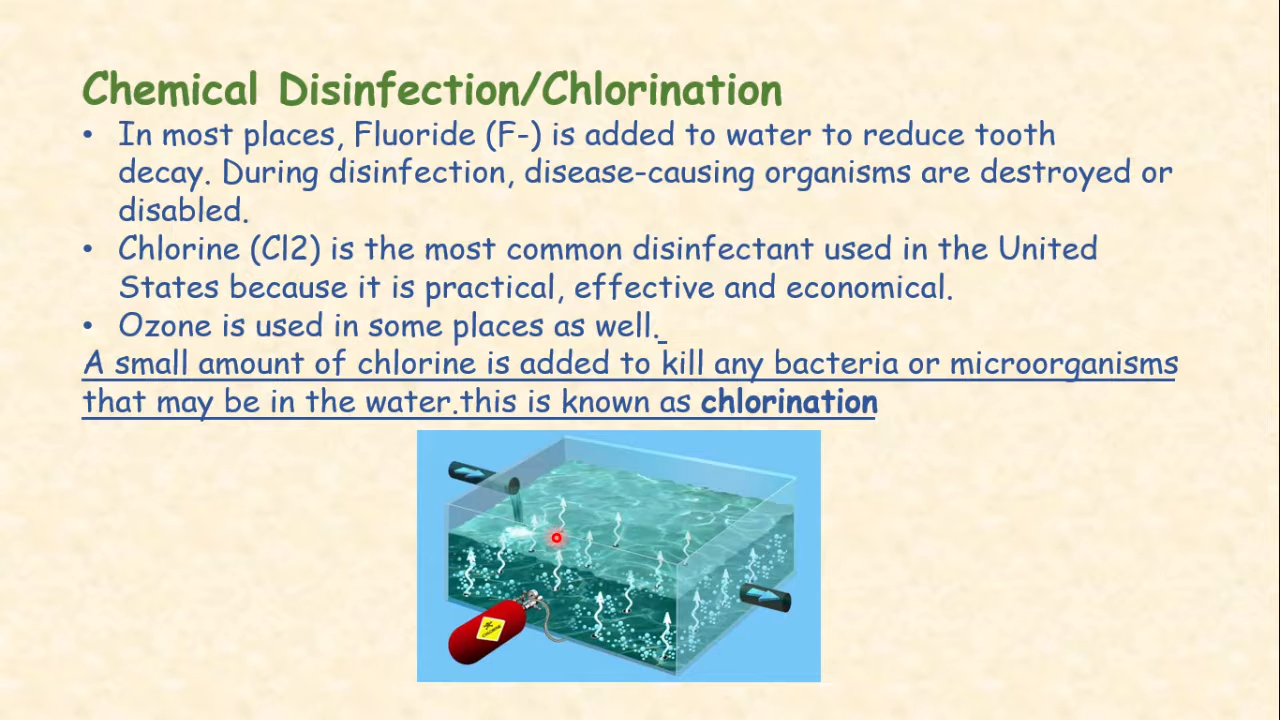 Chemical Disinfection/Chlorination
• In most places, Fluoride (F-) is added to water to reduce tooth
decay. During disinfection, disease-causing organisms are destroyed or
disabled.
• Chlorine (Cl2) is the most common disinfectant used in the United
States because it is practical, effective and economical.
• Ozone is used in some places as well.
A small amount of chlorine is added to kill any bacteria or microorganisms
that may be in the water.this is known as chlorination